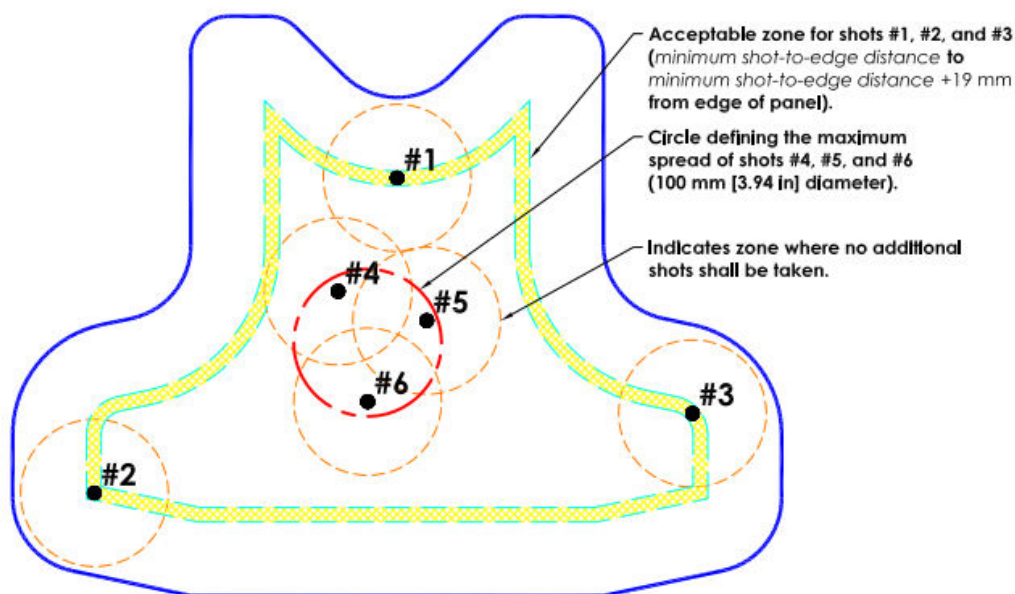 Acceptable zone for shots #1, #2, and #3
(minimum shot-to-edge distance to
minimum shot-to-edge distance +19 mm
from edge of panel).
#1
Circle defining the maximum
spread of shots #4, #5, and #6
(100 mm [3.94 in] diameter).
Indicates zone where no additional
shots shall be taken.
#4
#5
#6
#3
#2